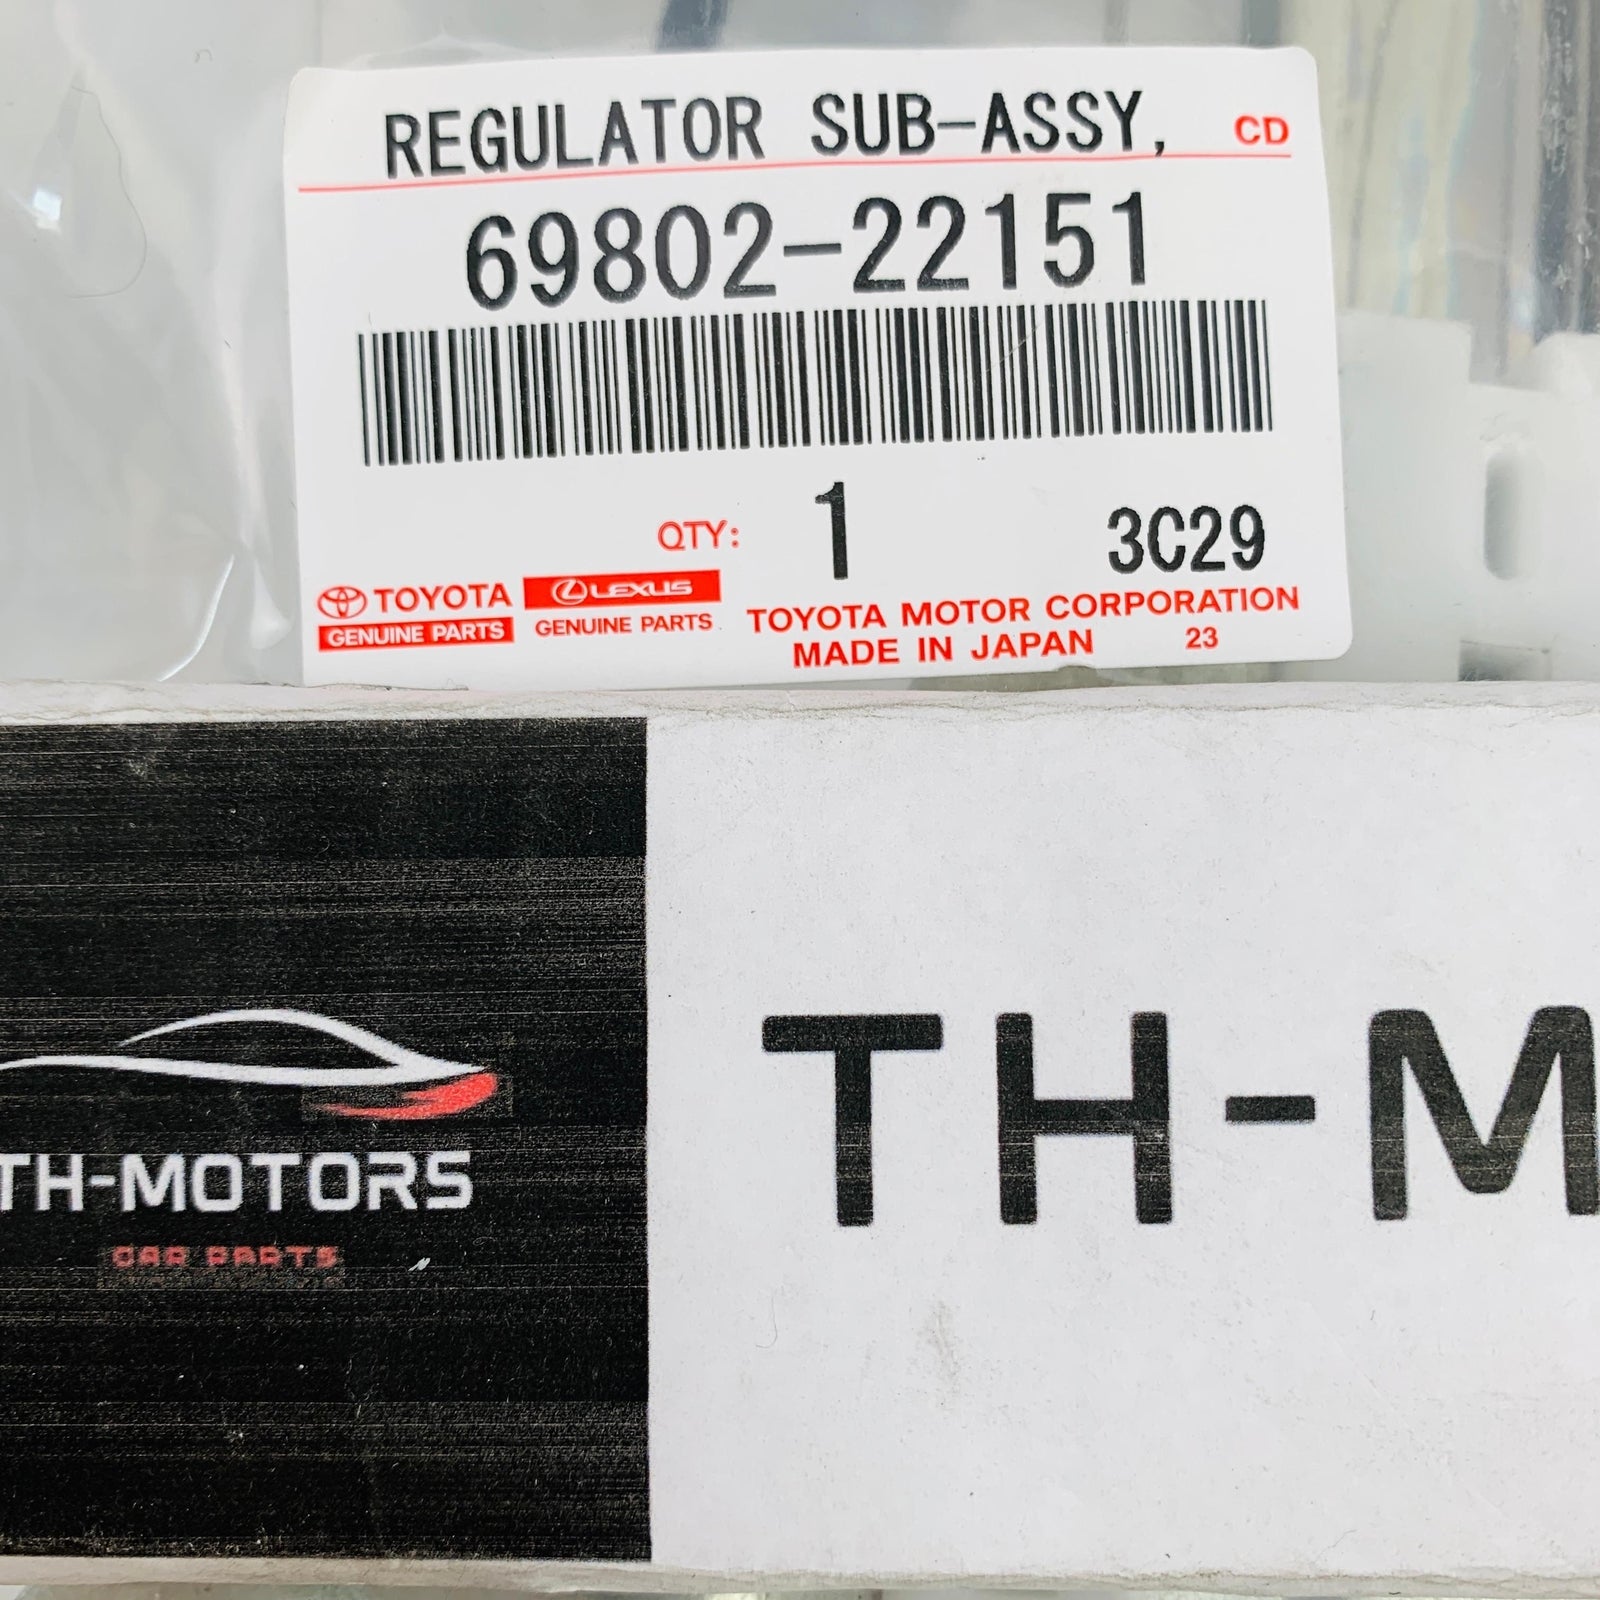 REGULATOR SUB-ASSY, CD
69802-22151
QTY: 1 3C29
TOYOTA LEXUS
GENUINE PARTS GENUINE PARTS
TOYOTA MOTOR CORPORATION
MADE IN JAPAN 23
TH-M
TH-MOTORS
CAR PARTS